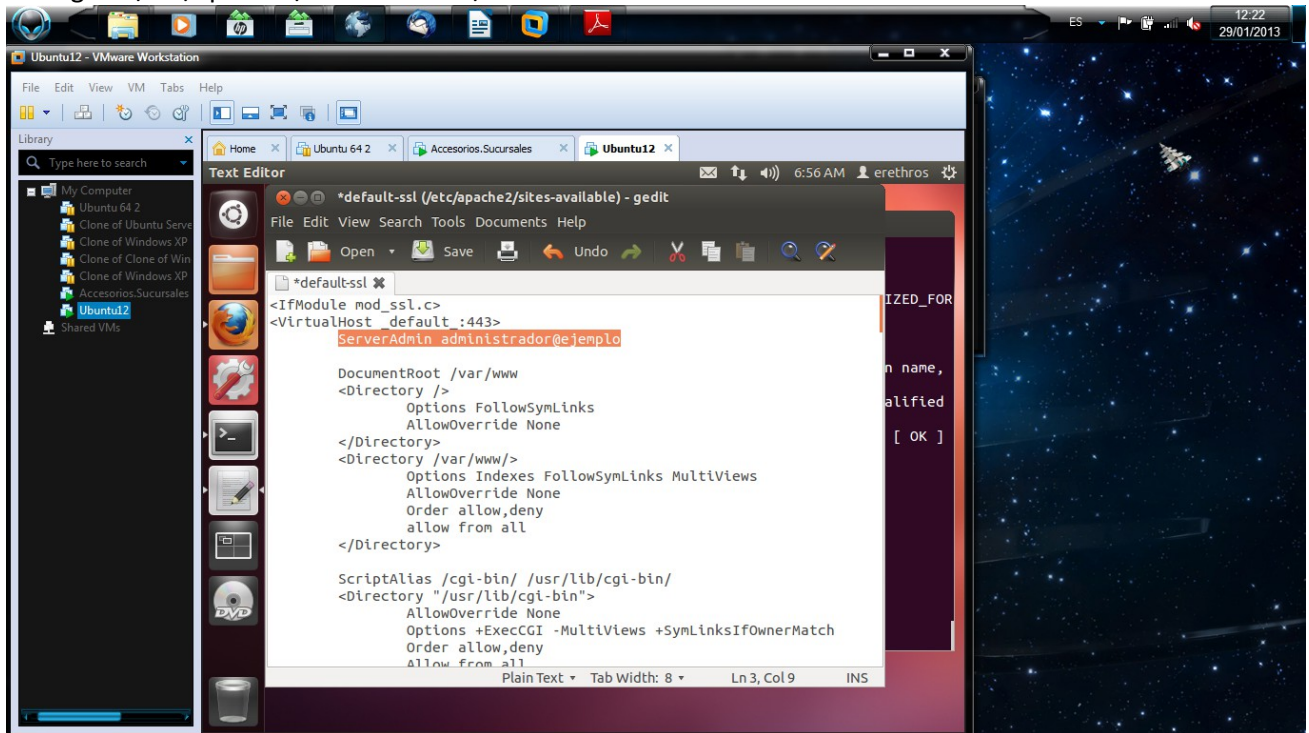 ES
12:22
29/01/2013
Ubuntu12 - VMware Workstation
File Edit View VM Tabs Help
Library
Type here to search
My Computer
Ubuntu 64 2
Clone of Ubuntu Serve
Clone of Windows XP
Clone of Clone of Win
Clone of Windows XP
Accesorios.Sucursales
Ubuntu12
Shared VMs
Home Ubuntu 64 2 Accesorios.Sucursales Ubuntu12
Text Editor 6:56 AM erethros
*default-ssl (/etc/apache2/sites-available) - gedit
File Edit View Search Tools Documents Help
Open Save Undo
*default-ssl
<IfModule mod_ssl.c>
<VirtualHost _default_:443>
ServerAdmin administrador@ejemplo
DocumentRoot /var/www
<Directory />
Options FollowSymLinks
AllowOverride None
</Directory>
<Directory /var/www/>
Options Indexes FollowSymLinks MultiViews
AllowOverride None
Order allow,deny
allow from all
</Directory>
ScriptAlias /cgi-bin/ /usr/lib/cgi-bin/
<Directory "/usr/lib/cgi-bin">
AllowOverride None
Options +ExecCGI -MultiViews +SymLinksIfOwnerMatch
Order allow,deny
Allow from all
Plain Text Tab Width: 8 Ln 3, Col 9 INS
IZED_FOR
n name,
alified
[ OK ]
DVD